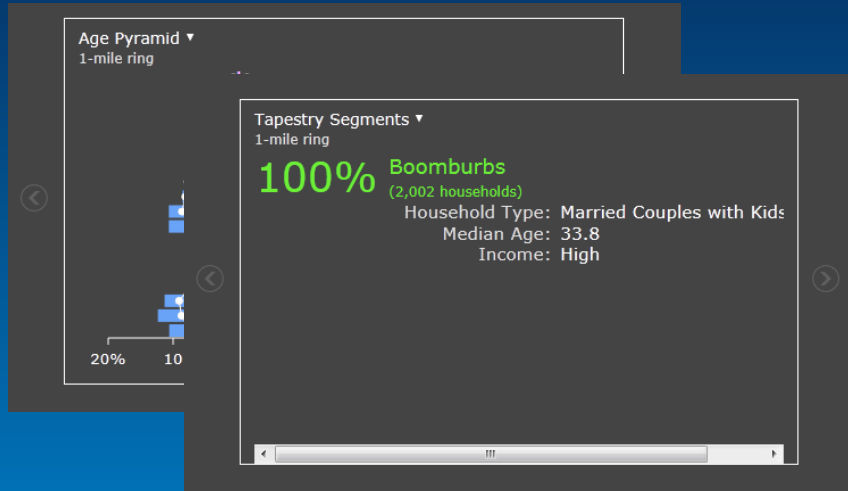 Age Pyramid ▼
1-mile ring
20% 10
Tapestry Segments ▼
1-mile ring
100% Boomburbs
(2,002 households)
Household Type: Married Couples with Kids
Median Age: 33.8
Income: High